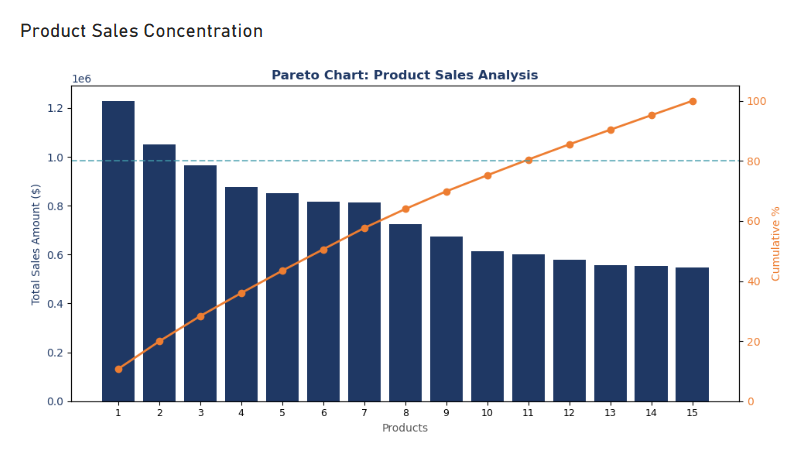 Product Sales Concentration
Pareto Chart: Product Sales Analysis
1e6
1.2
1.0
0.8
0.6
0.4
0.2
0.0
Total Sales Amount ($)
100
80
60
40
20
0
Cumulative %
1 2 3 4 5 6 7 8 9 10 11 12 13 14 15
Products